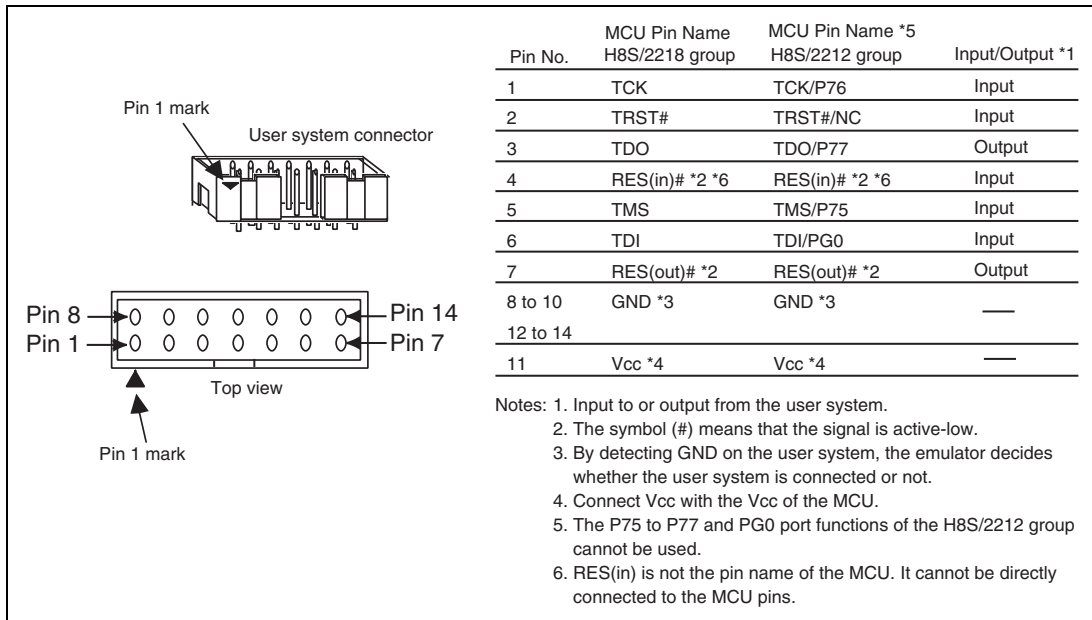 Pin 1 mark
User system connector
Pin 8
Pin 14
Pin 1
Pin 7
Top view
Pin 1 mark
Pin No. MCU Pin Name H8S/2218 group MCU Pin Name *5 H8S/2212 group Input/Output *1
1 TCK TCK/P76 Input
2 TRST# TRST#/NC Input
3 TDO TDO/P77 Output
4 RES(in)# *2 *6 RES(in)# *2 *6 Input
5 TMS TMS/P75 Input
6 TDI TDI/PG0 Input
7 RES(out)# *2 RES(out)# *2 Output
8 to 10 GND *3 GND *3 —
12 to 14
11 Vcc *4 Vcc *4 —
Notes: 1. Input to or output from the user system.
2. The symbol (#) means that the signal is active-low.
3. By detecting GND on the user system, the emulator decides
whether the user system is connected or not.
4. Connect Vcc with the Vcc of the MCU.
5. The P75 to P77 and PG0 port functions of the H8S/2212 group
cannot be used.
6. RES(in) is not the pin name of the MCU. It cannot be directly
connected to the MCU pins.